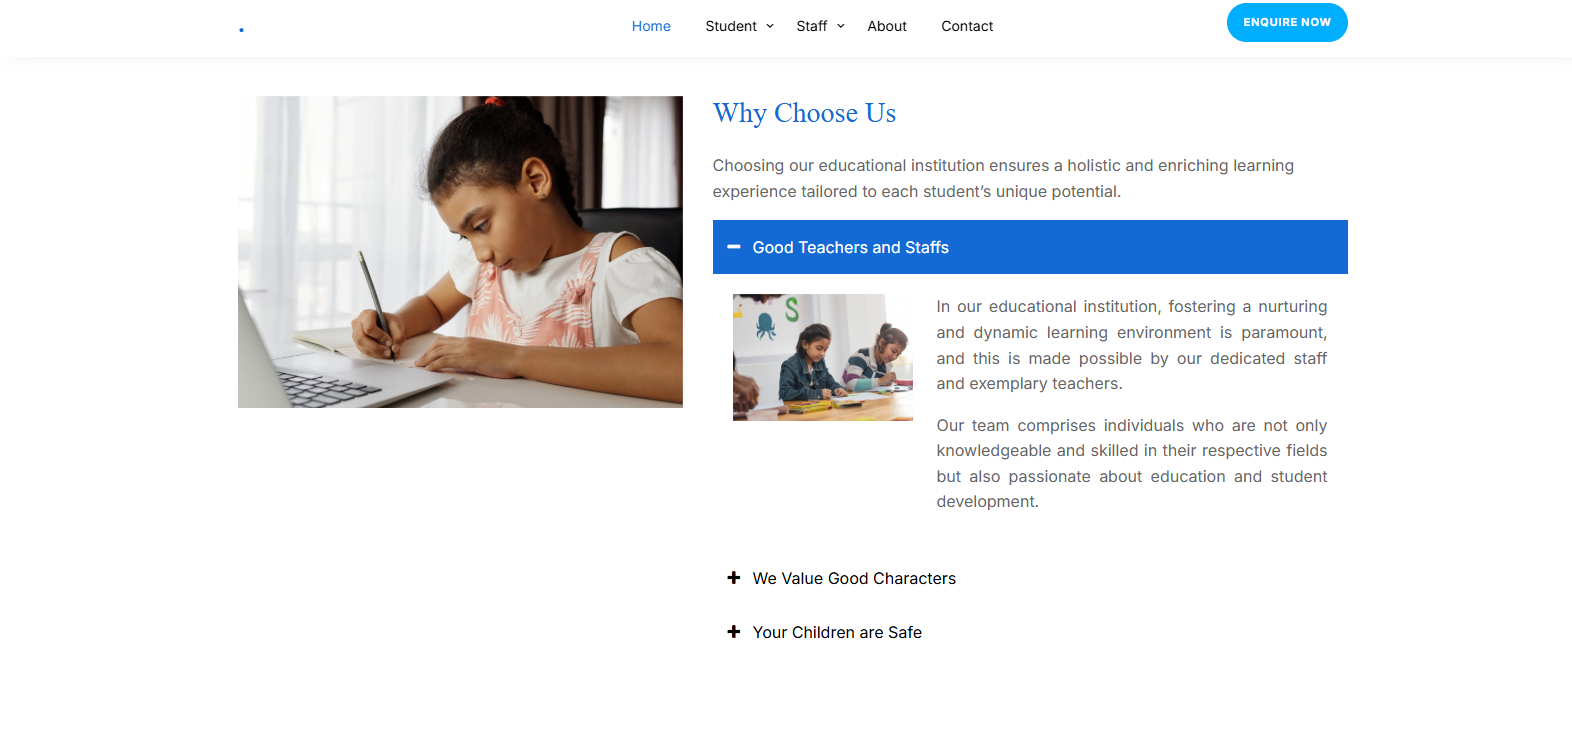 Home Student Staff About Contact ENQUIRE NOW
Why Choose Us
Choosing our educational institution ensures a holistic and enriching learning
experience tailored to each student’s unique potential.
Good Teachers and Staffs
S
In our educational institution, fostering a nurturing
and dynamic learning environment is paramount,
and this is made possible by our dedicated staff
and exemplary teachers.
Our team comprises individuals who are not only
knowledgeable and skilled in their respective fields
but also passionate about education and student
development.
We Value Good Characters
Your Children are Safe